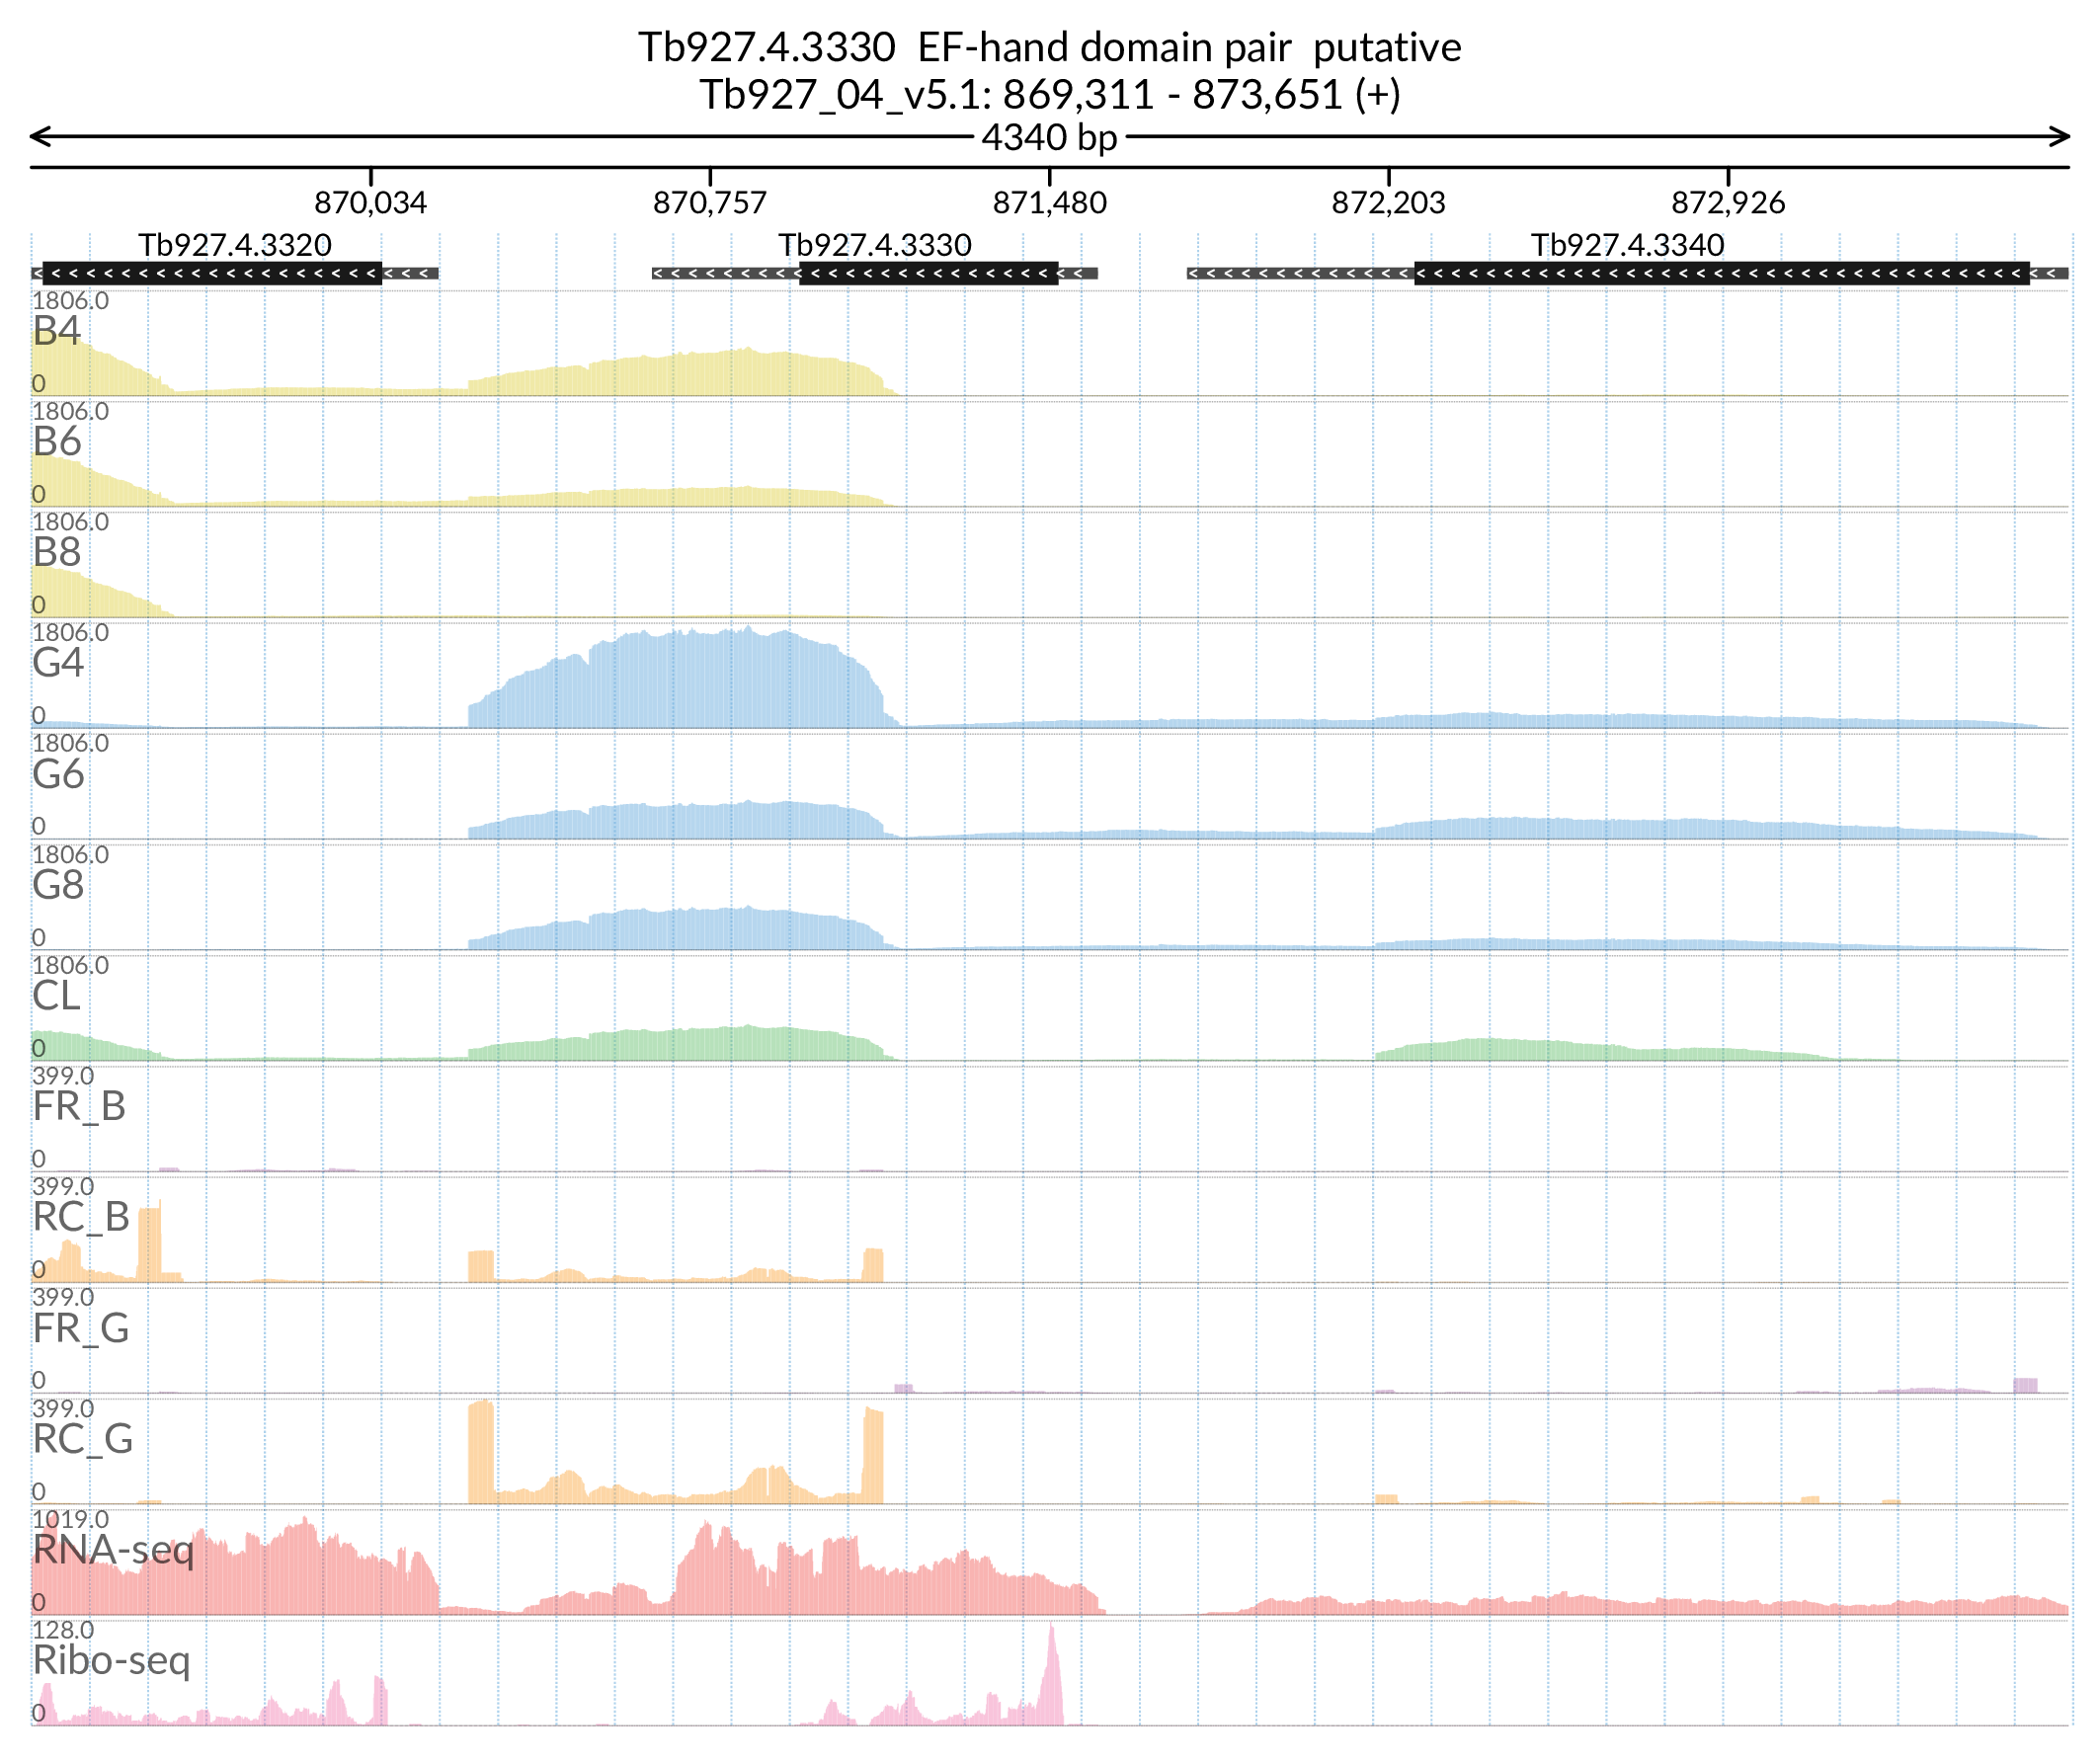 Tb927.4.3330 EF-hand domain pair putative
Tb927_04_v5.1: 869,311 - 873,651 (+)
4340 bp
870,034 870,757 871,480 872,203 872,926
Tb927.4.3320 Tb927.4.3330 Tb927.4.3340
1806.0
B4
0
1806.0
B6
0
1806.0
B8
0
1806.0
G4
0
1806.0
G6
0
1806.0
G8
0
1806.0
CL
0
399.0
FR_B
0
399.0
RC_B
0
399.0
FR_G
0
399.0
RC_G
0
1019.0
RNA-seq
0
128.0
Ribo-seq
0